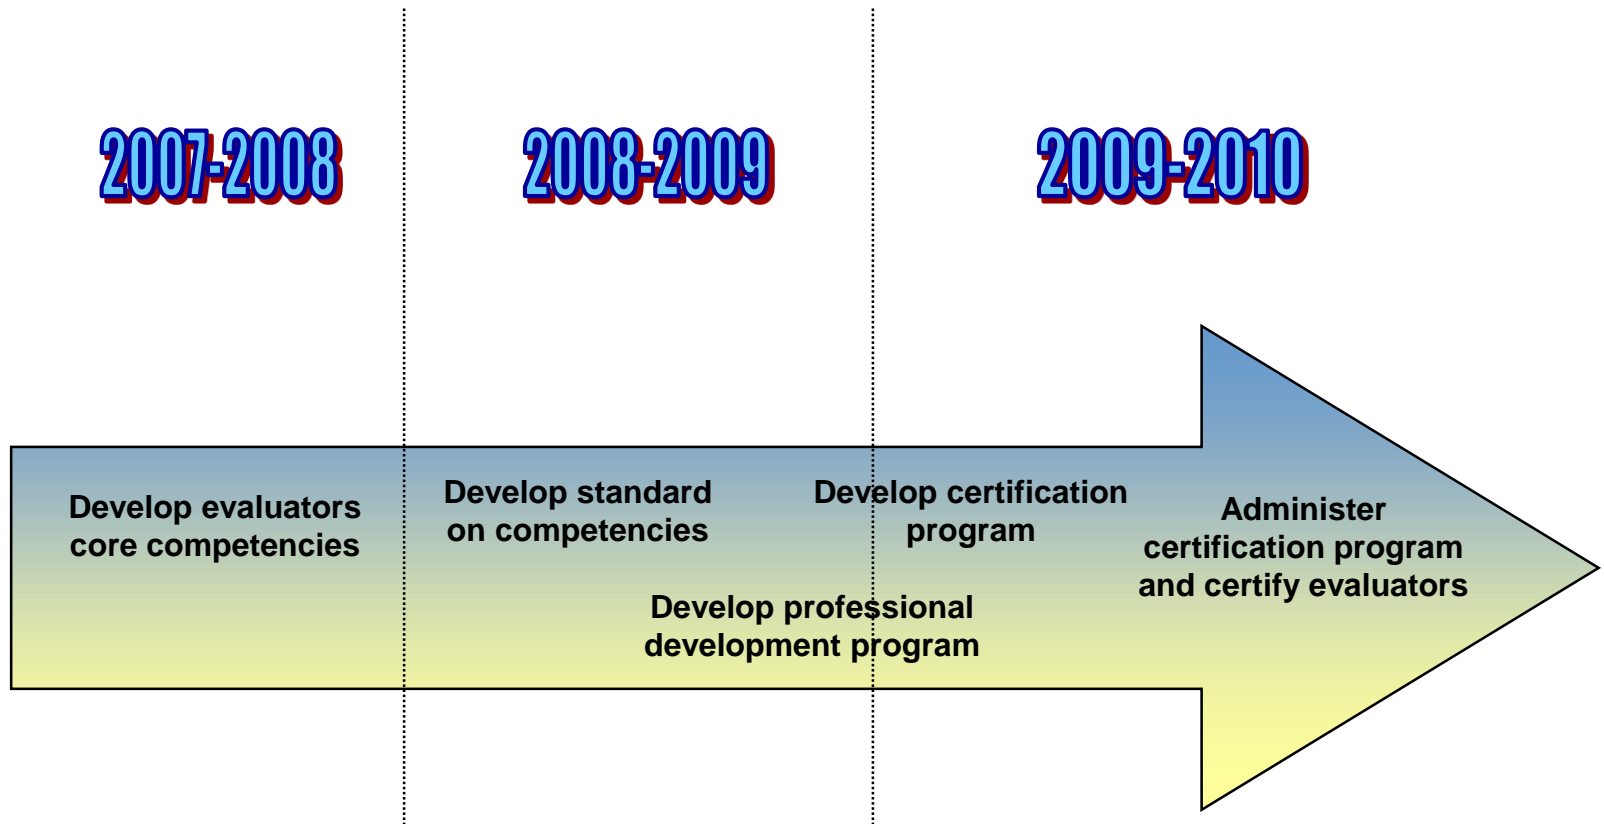 2007-2008
2008-2009
2009-2010
Develop evaluators
core competencies
Develop standard
on competencies
Develop certification
program
Administer
certification program
and certify evaluators
Develop professional
development program